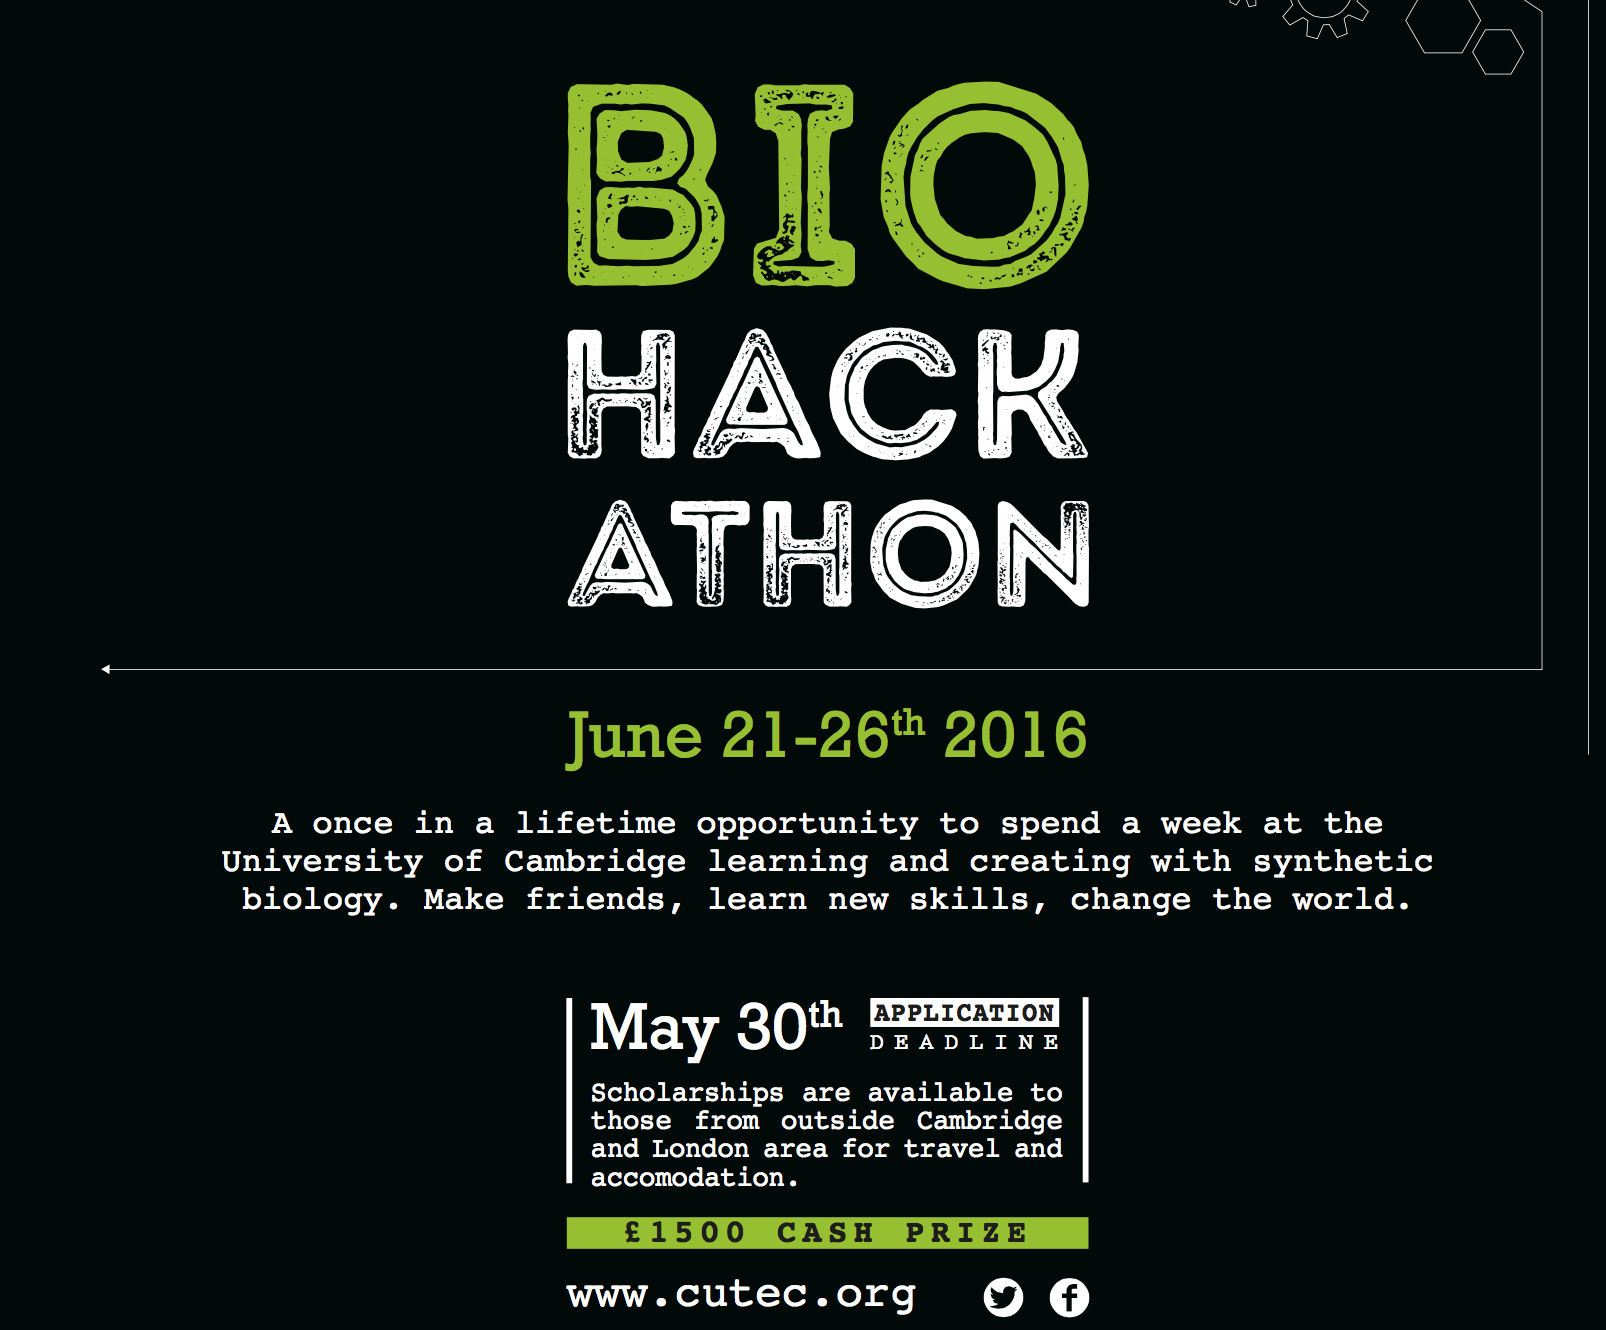 BIO
HACK
ATHON
June 21-26th 2016
A once in a lifetime opportunity to spend a week at the
University of Cambridge learning and creating with synthetic
biology. Make friends, learn new skills, change the world.
May 30th APPLICATION
DEADLINE
Scholarships are available to
those from outside Cambridge
and London area for travel and
accomodation.
£1500 CASH PRIZE
www.cutec.org